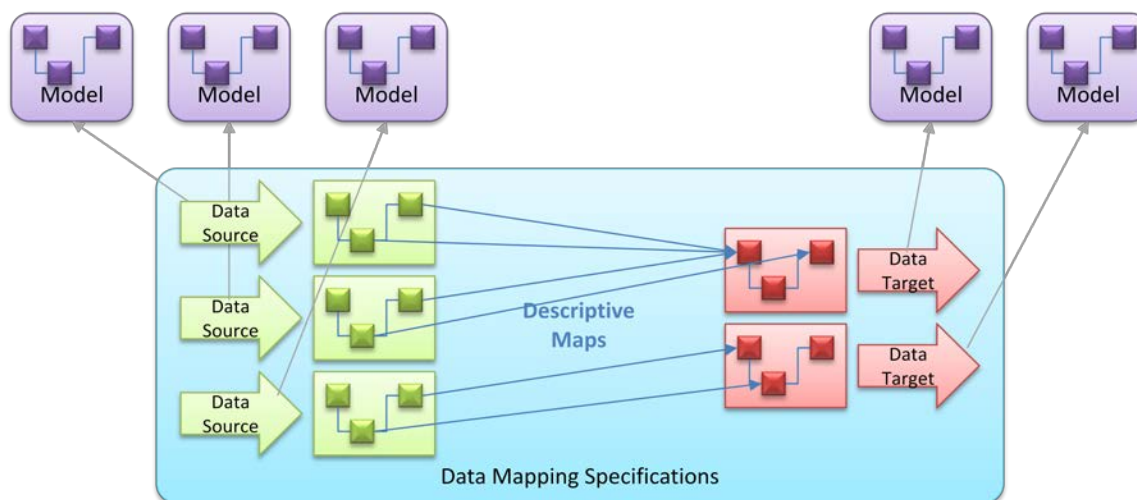 Model
Model
Model
Model
Model
Data
Source
Data
Source
Data
Source
Descriptive
Maps
Data
Target
Data
Target
Data Mapping Specifications